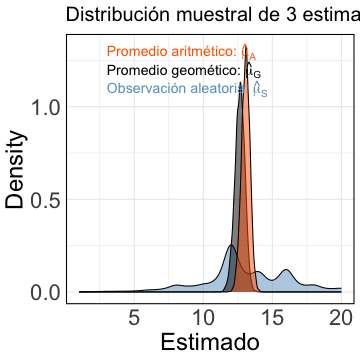 Distribución muestral de 3 estima
Promedio aritmético: μ̂A
Promedio geomético: μ̂G
Observación aleatoria: μ̂S
Density
1.0
0.5
0.0
5 10 15 20
Estimado